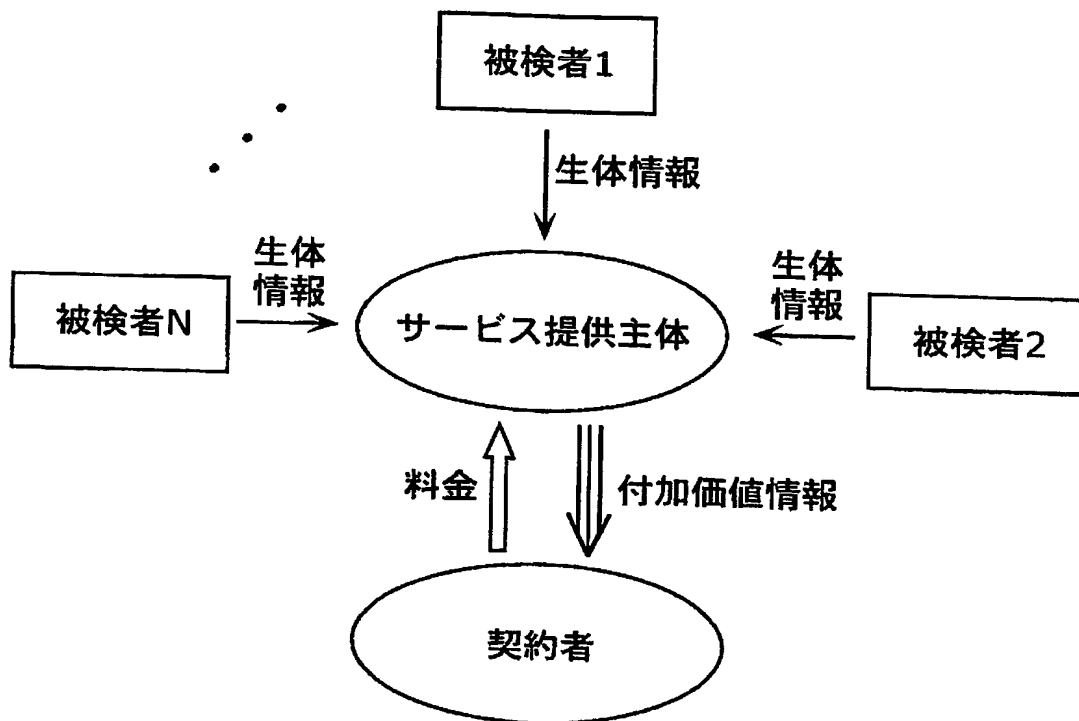 被検者1
生体情報
生体
情報
被検者N
サービス提供主体
生体
情報
被検者2
料金
付加価値情報
契約者